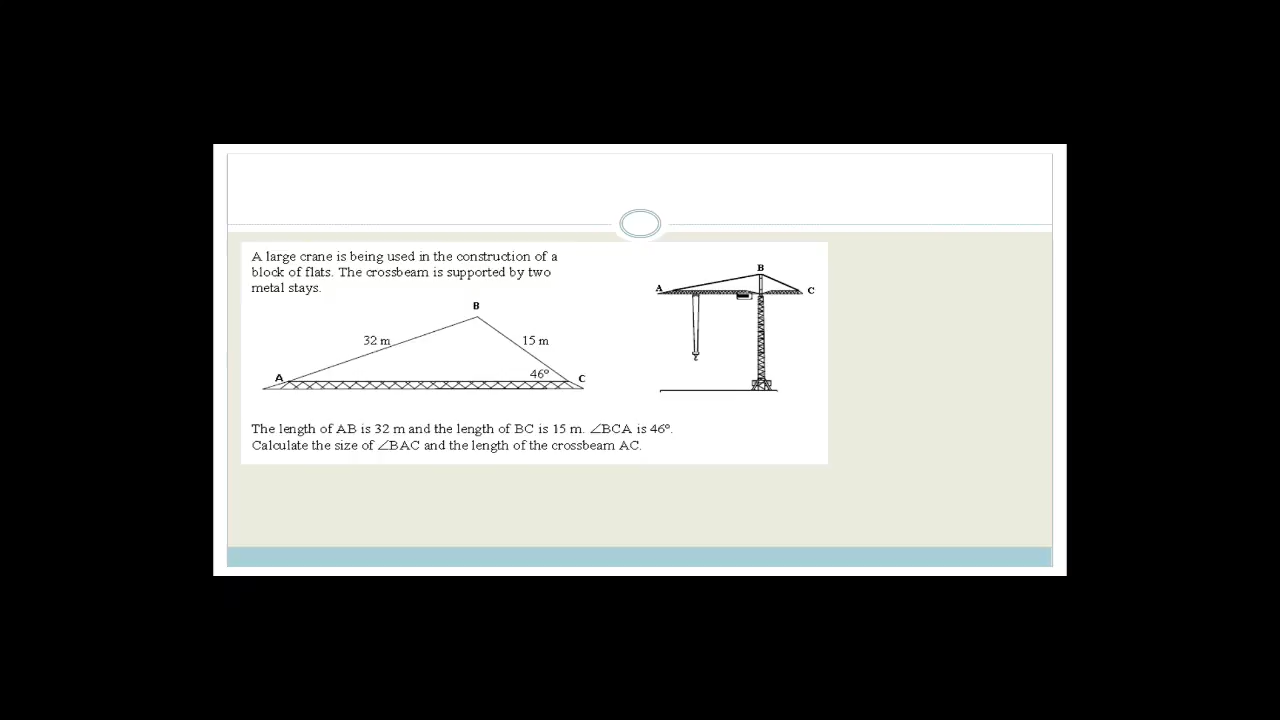 A large crane is being used in the construction of a
block of flats. The crossbeam is supported by two
metal stays.
B
A
C
B
32 m
15 m
46°
A
C
The length of AB is 32 m and the length of BC is 15 m. ∠BCA is 46°.
Calculate the size of ∠BAC and the length of the crossbeam AC.